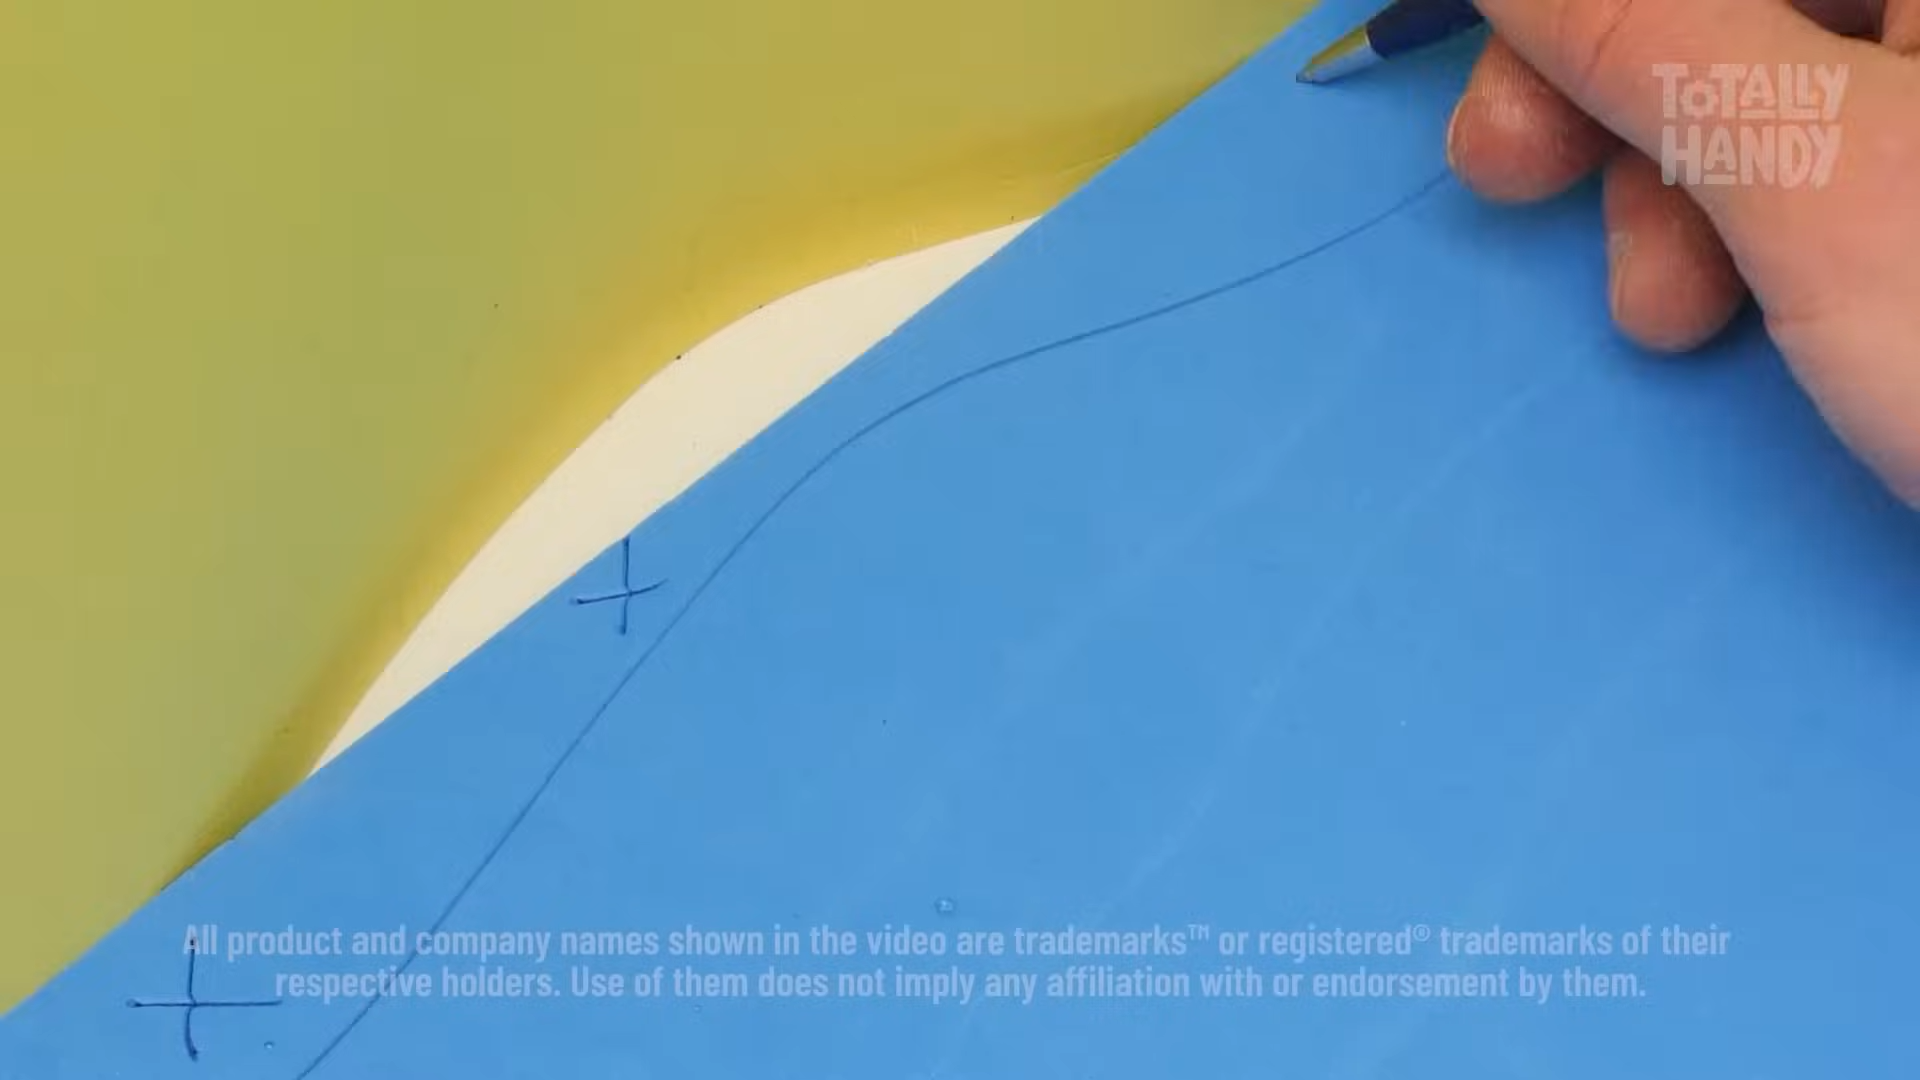 TOTALLY
HANDY
All product and company names shown in the video are trademarks™ or registered® trademarks of their
respective holders. Use of them does not imply any affiliation with or endorsement by them.